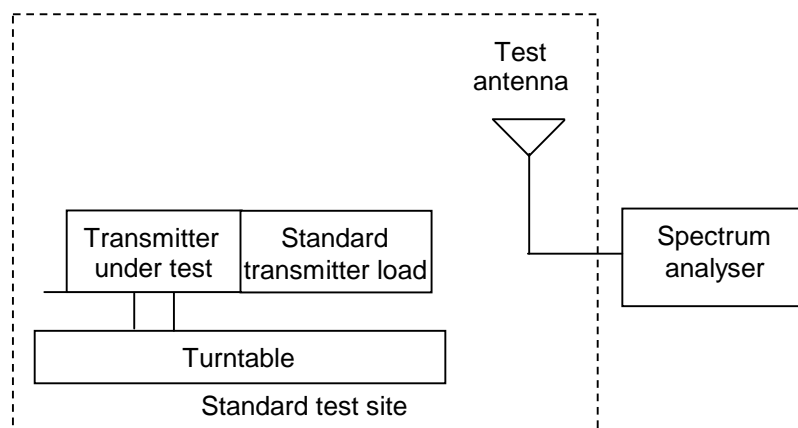 Test
antenna
Transmitter
under test
Standard
transmitter load
Spectrum
analyser
Turntable
Standard test site